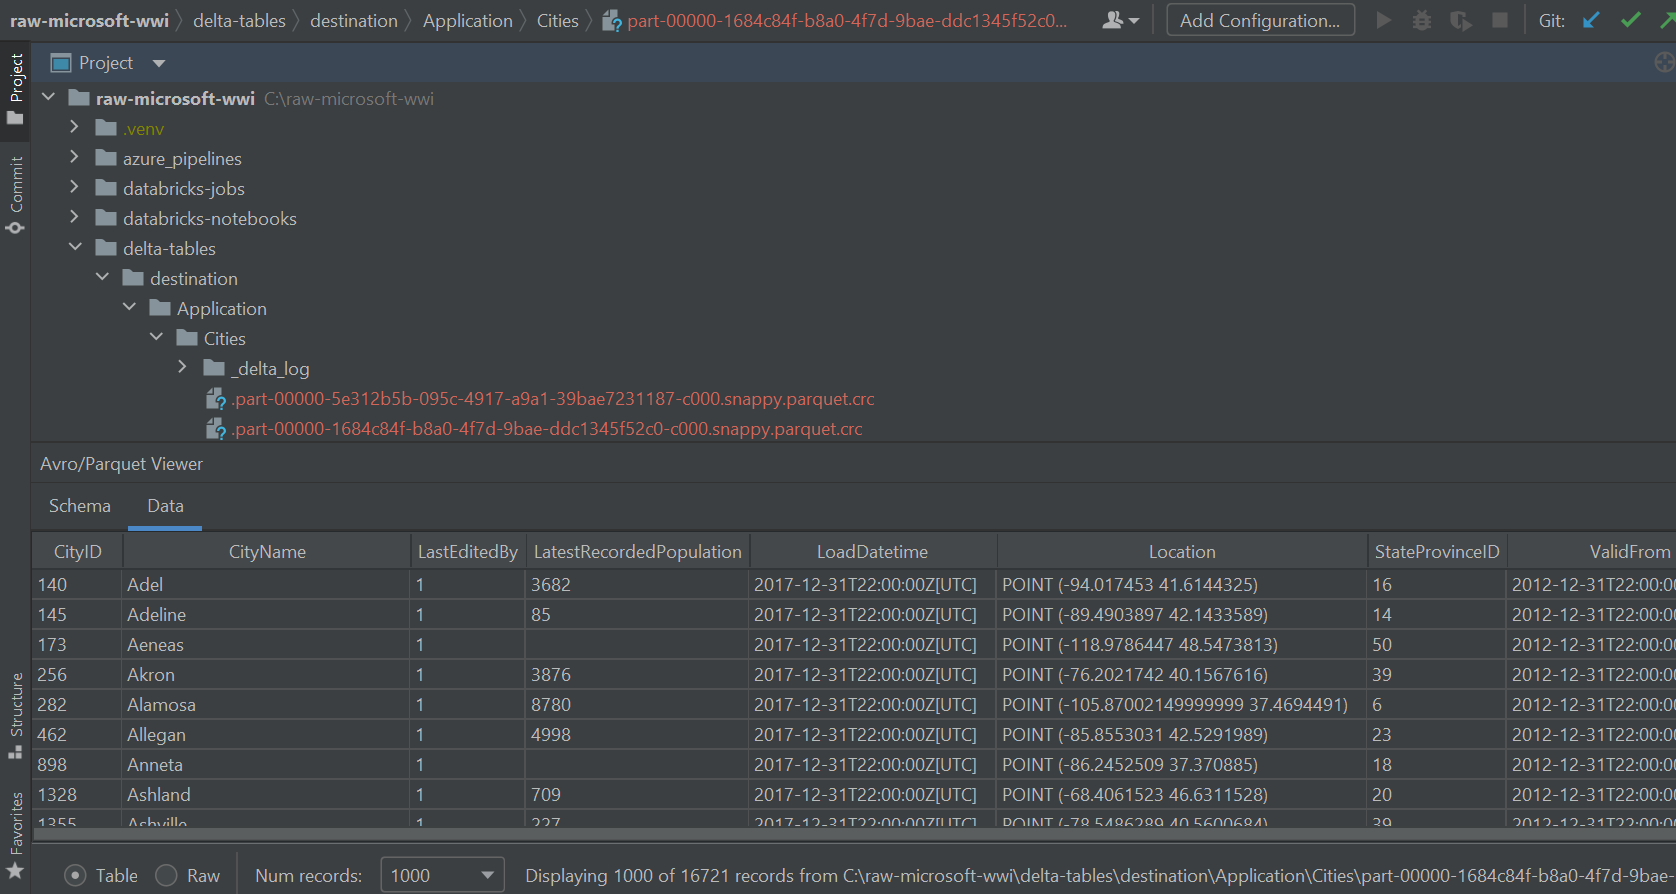 raw-microsoft-wwi delta-tables destination Application Cities part-00000-1684c84f-b8a0-4f7d-9bae-ddc1345f52c0... Add Configuration... Git:
Project
Project
raw-microsoft-wwi C:\raw-microsoft-wwi
.venv
azure_pipelines
Commit
databricks-jobs
databricks-notebooks
delta-tables
destination
Application
Cities
_delta_log
.part-00000-5e312b5b-095c-4917-a9a1-39bae7231187-c000.snappy.parquet.crc
.part-00000-1684c84f-b8a0-4f7d-9bae-ddc1345f52c0-c000.snappy.parquet.crc
Avro/Parquet Viewer
Schema Data
CityID CityName LastEditedBy LatestRecordedPopulation LoadDatetime Location StateProvinceID ValidFrom
140 Adel 1 3682 2017-12-31T22:00:00Z[UTC] POINT (-94.017453 41.6144325) 16 2012-12-31T22:00:00
145 Adeline 1 85 2017-12-31T22:00:00Z[UTC] POINT (-89.4903897 42.1433589) 14 2012-12-31T22:00:00
173 Aeneas 1 2017-12-31T22:00:00Z[UTC] POINT (-118.9786447 48.5473813) 50 2012-12-31T22:00:00
256 Akron 1 3876 2017-12-31T22:00:00Z[UTC] POINT (-76.2021742 40.1567616) 39 2012-12-31T22:00:00
282 Alamosa 1 8780 2017-12-31T22:00:00Z[UTC] POINT (-105.87002149999999 37.4694491) 6 2012-12-31T22:00:00
Structure
462 Allegan 1 4998 2017-12-31T22:00:00Z[UTC] POINT (-85.8553031 42.5291989) 23 2012-12-31T22:00:00
898 Anneta 1 2017-12-31T22:00:00Z[UTC] POINT (-86.2452509 37.370885) 18 2012-12-31T22:00:00
1328 Ashland 1 709 2017-12-31T22:00:00Z[UTC] POINT (-68.4061523 46.6311528) 20 2012-12-31T22:00:00
1355 Ashville 1 227 2017-12-31T22:00:00Z[UTC] POINT (-78.5486289 40.5600684) 39 2012-12-31T22:00:00
Favorites
Table Raw Num records: 1000 Displaying 1000 of 16721 records from C:\raw-microsoft-wwi\delta-tables\destination\Application\Cities\part-00000-1684c84f-b8a0-4f7d-9bae-